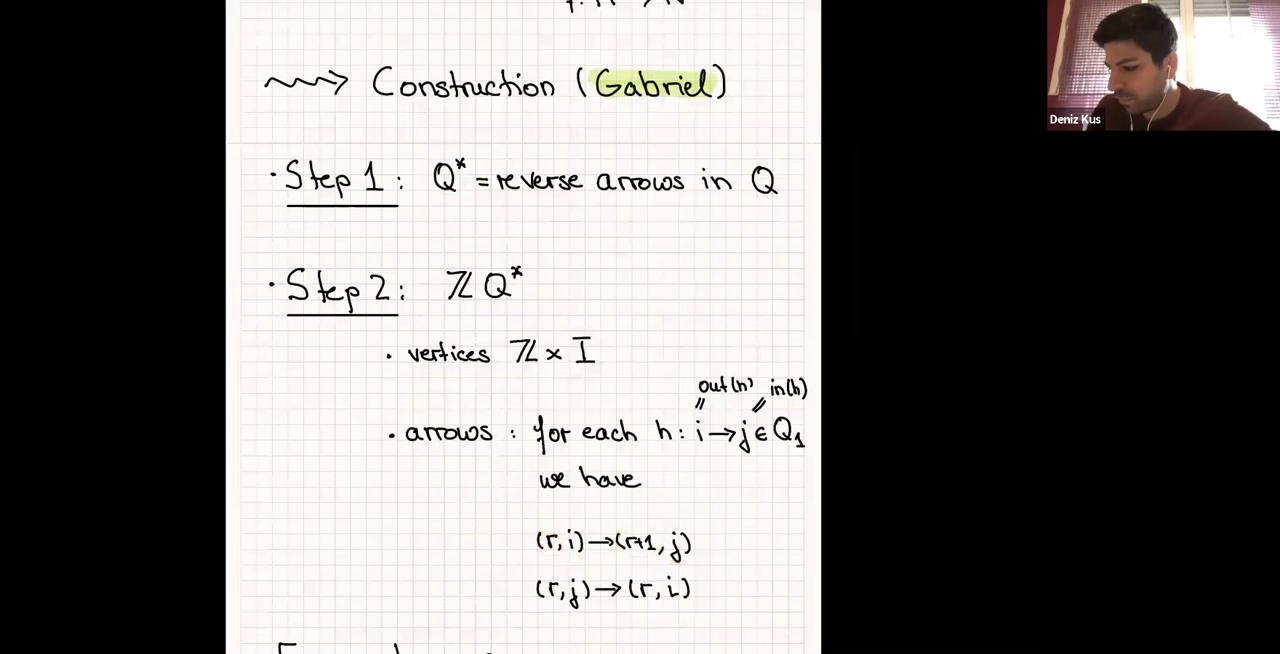 ⇝ Construction (Gabriel)
Deniz Kus
· Step 1: Q* = reverse arrows in Q
· Step 2: ℤQ*
· vertices ℤ × I
out(h) in(h)
· arrows : for each h: i → j ∈ Q₁
we have
(r, i) → (r+1, j)
(r, j) → (r, i)